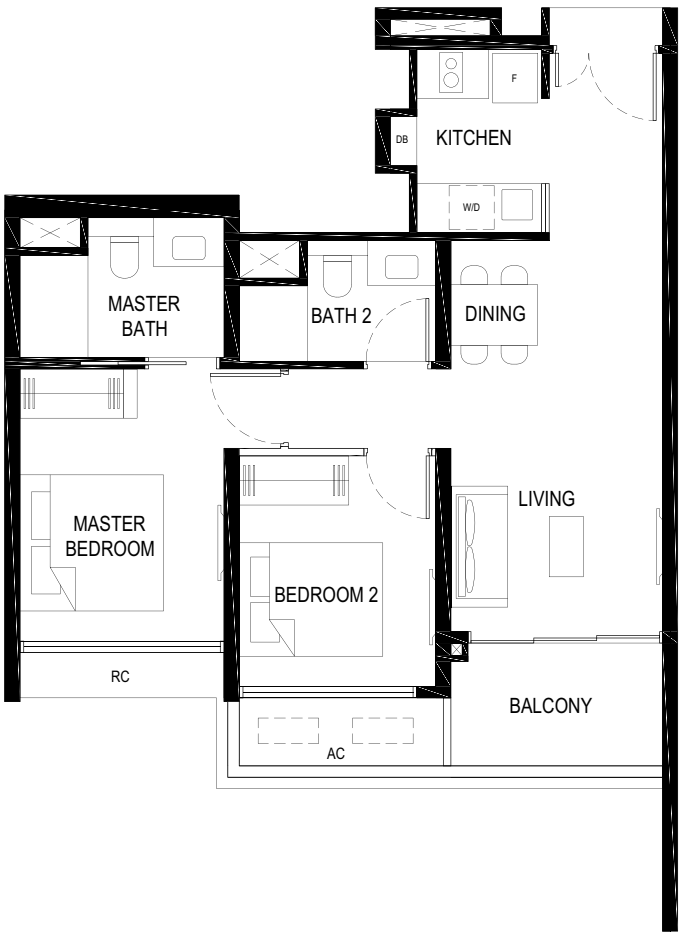 F
DB
KITCHEN
W/D
MASTER
BATH
BATH 2
DINING
MASTER
BEDROOM
LIVING
BEDROOM 2
RC
BALCONY
AC